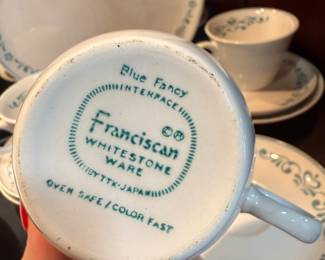 Blue Fancy
INTERPACE
Franciscan ©®
WHITESTONE
WARE
BY TTK-JAPAN
OVEN SAFE / COLOR FAST